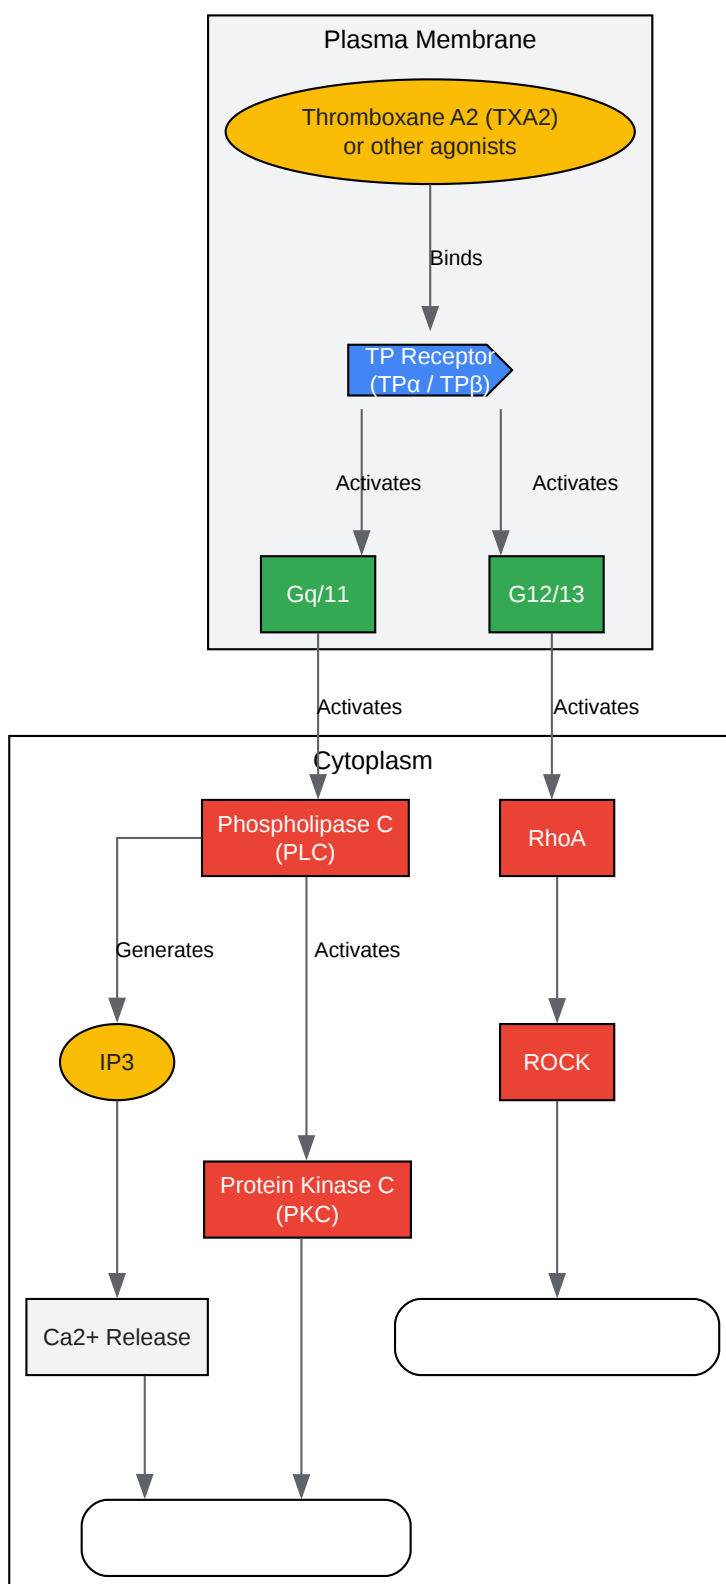 Plasma Membrane
Thromboxane A2 (TXA2)
or other agonists
Binds
TP Receptor
(TPα / TPβ)
Activates
Activates
Gq/11
G12/13
Activates
Activates
Cytoplasm
Phospholipase C
(PLC)
RhoA
Generates
Activates
IP3
ROCK
Protein Kinase C
(PKC)
Ca2+ Release